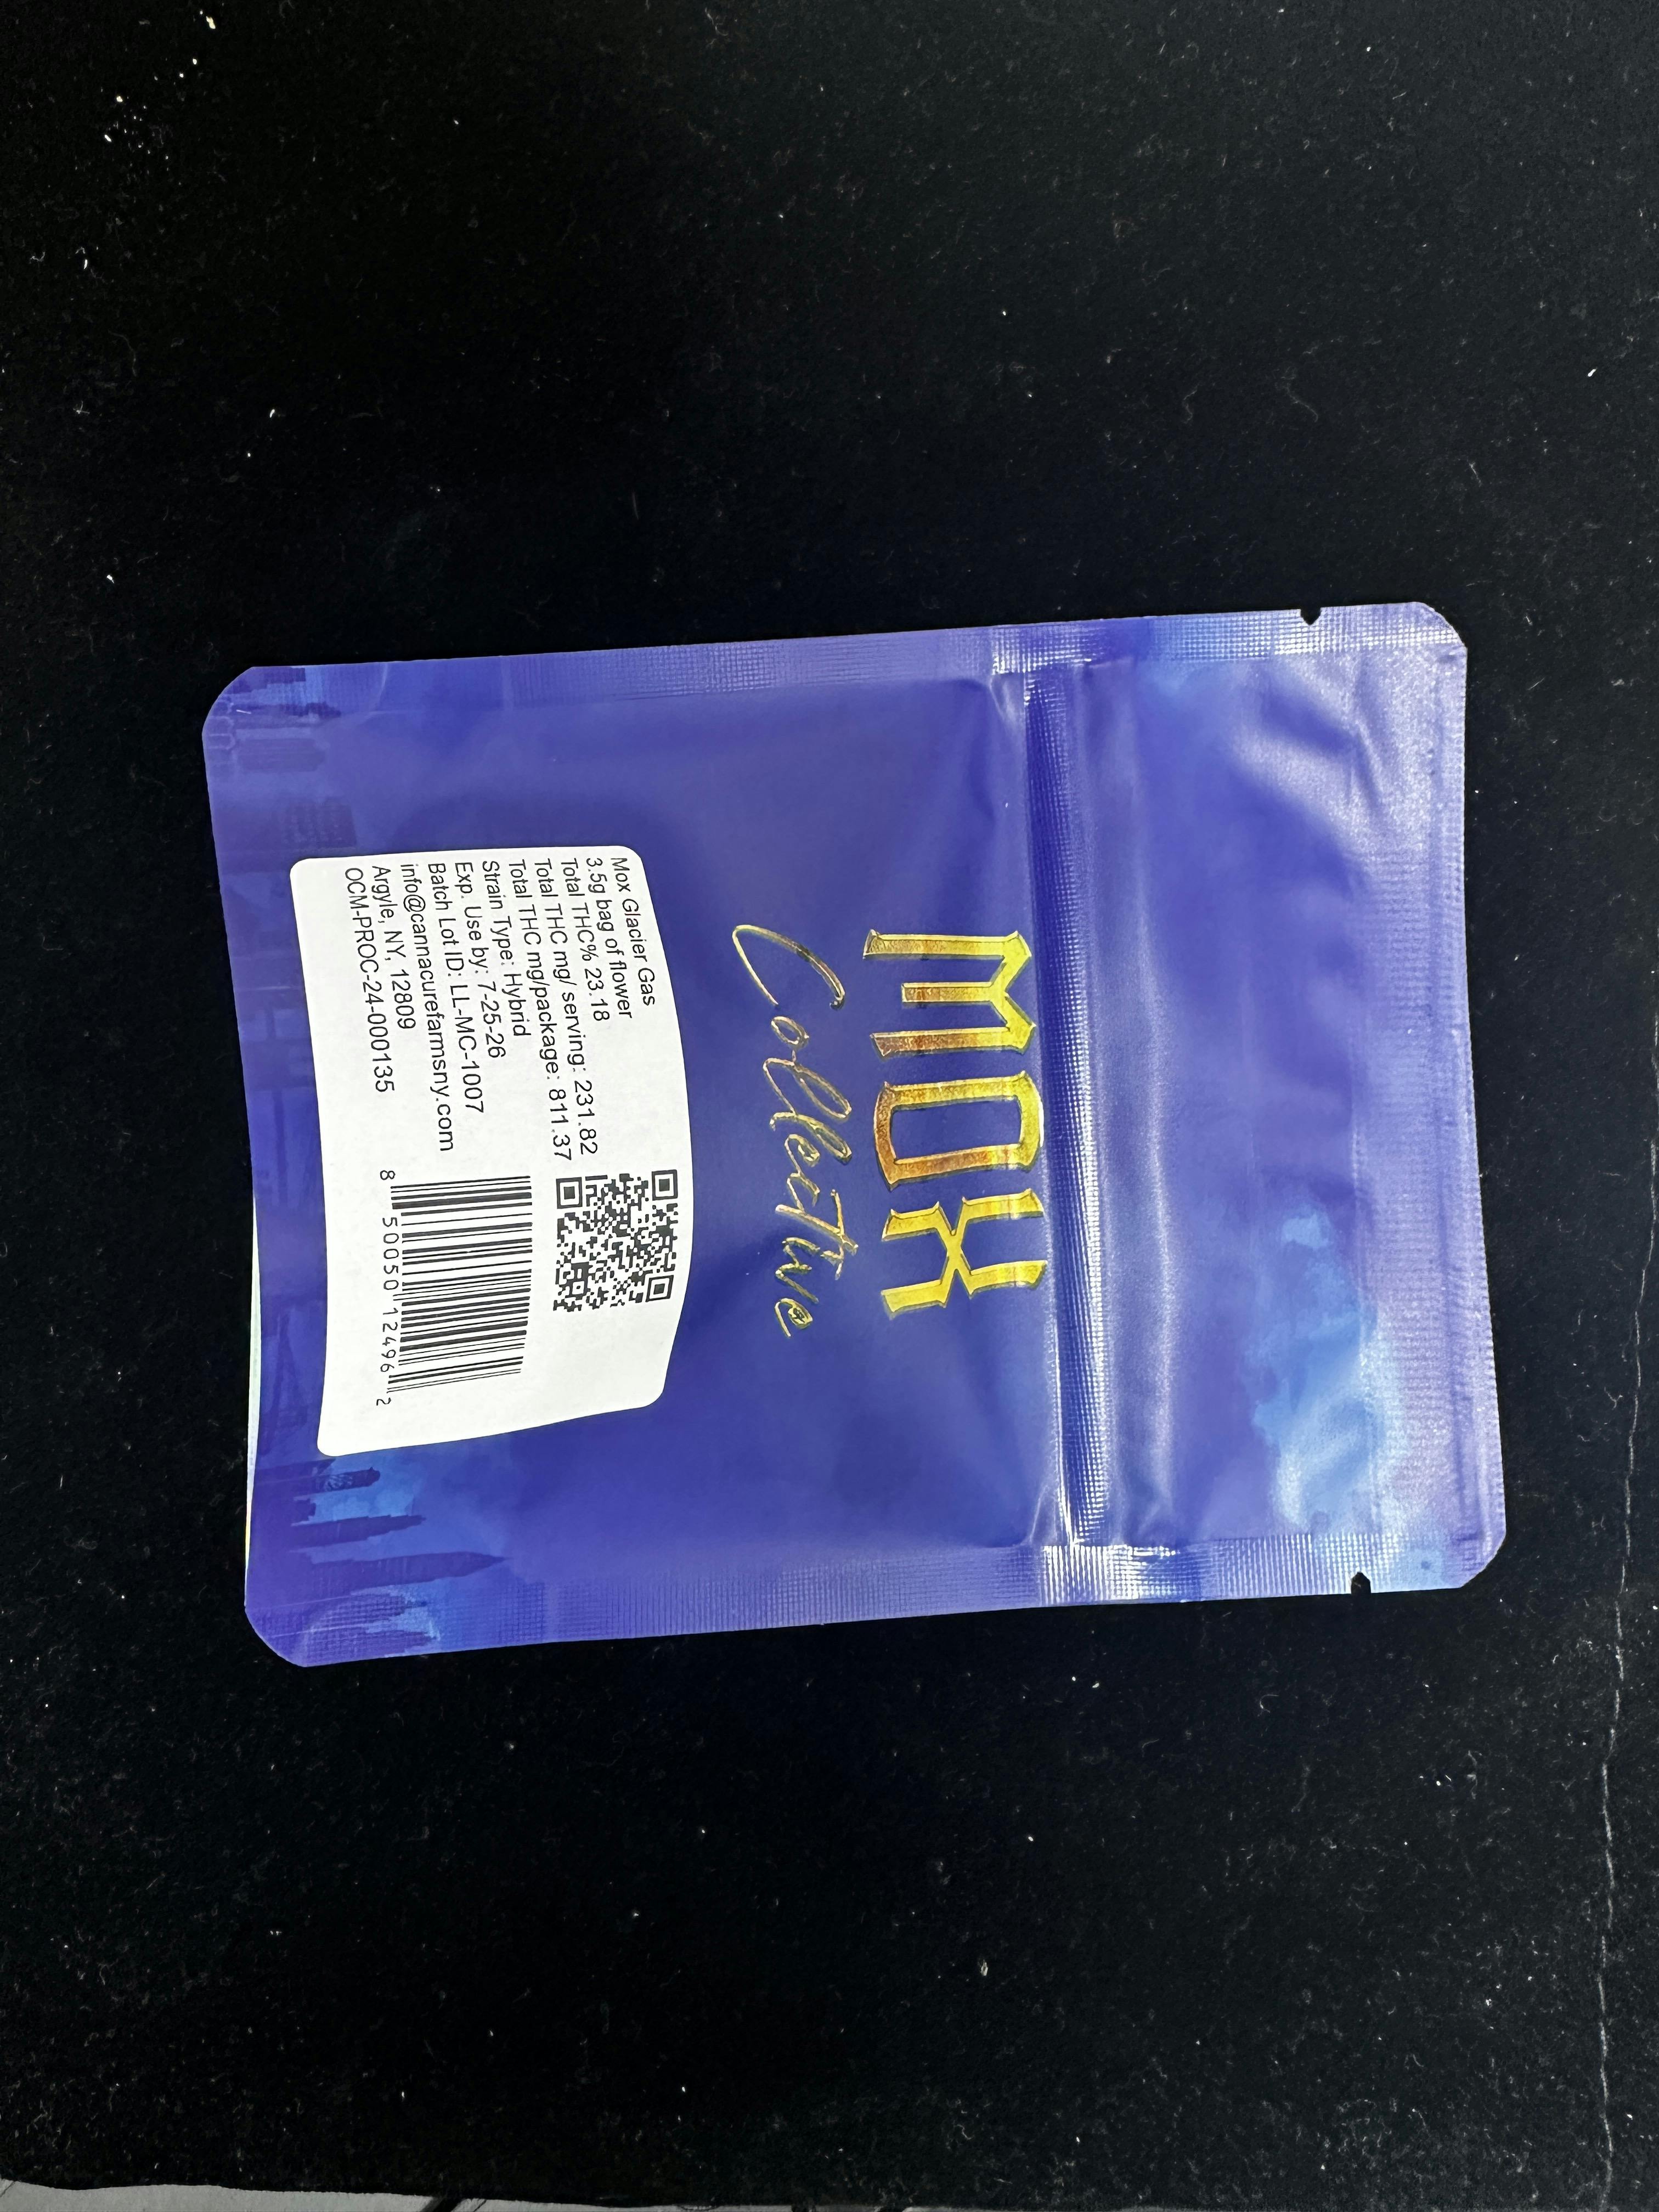 MOX
Collective
Mox Glacier Gas
3.5g bag of flower
Total THC% 23.18
Total THC mg/ serving: 231.82
Total THC mg/package: 811.37
Strain Type: Hybrid
Exp. Use by: 7-25-26
Batch Lot ID: LL-MC-1007
info@cannacurefarmsny.com
Argyle, NY, 12809
OCM-PROC-24-000135
8 50050 12496 2